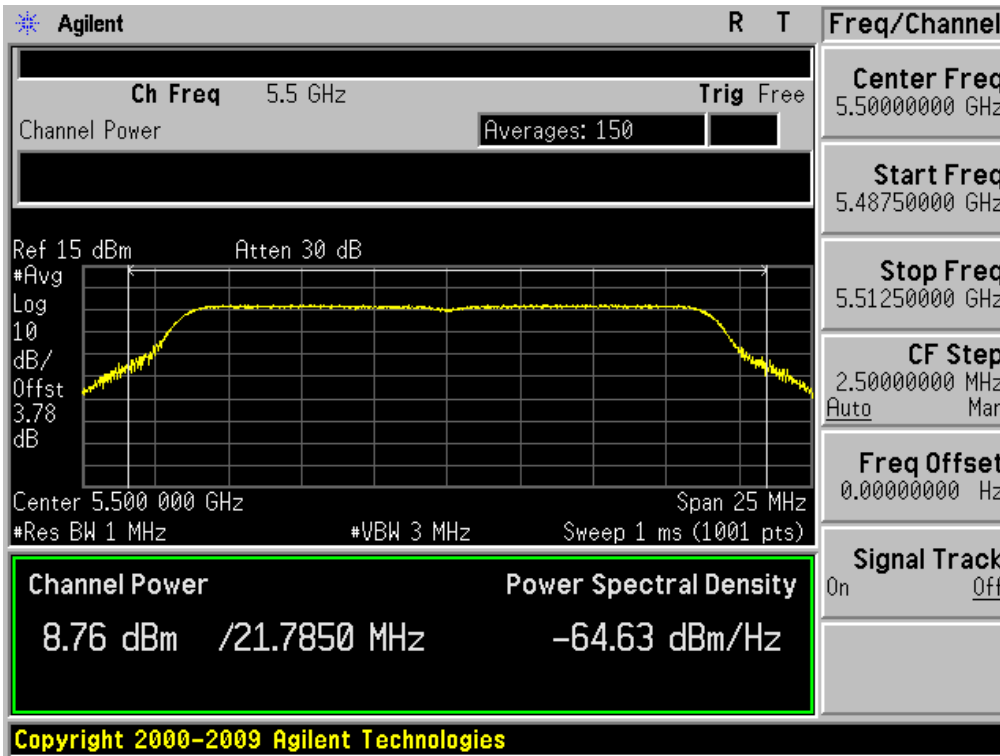 Agilent R T
Ch Freq 5.5 GHz Trig Free
Channel Power Averages: 150
Ref 15 dBm Atten 30 dB
#Avg
Log
10
dB/
Offst
3.78
dB
Center 5.500 000 GHz Span 25 MHz
#Res BW 1 MHz #VBW 3 MHz Sweep 1 ms (1001 pts)
Channel Power Power Spectral Density
8.76 dBm /21.7850 MHz -64.63 dBm/Hz
Copyright 2000-2009 Agilent Technologies
Freq/Channel
Center Freq
5.50000000 GHz
Start Freq
5.48750000 GHz
Stop Freq
5.51250000 GHz
CF Step
2.50000000 MHz
Auto Man
Freq Offset
0.00000000 Hz
Signal Track
On Off